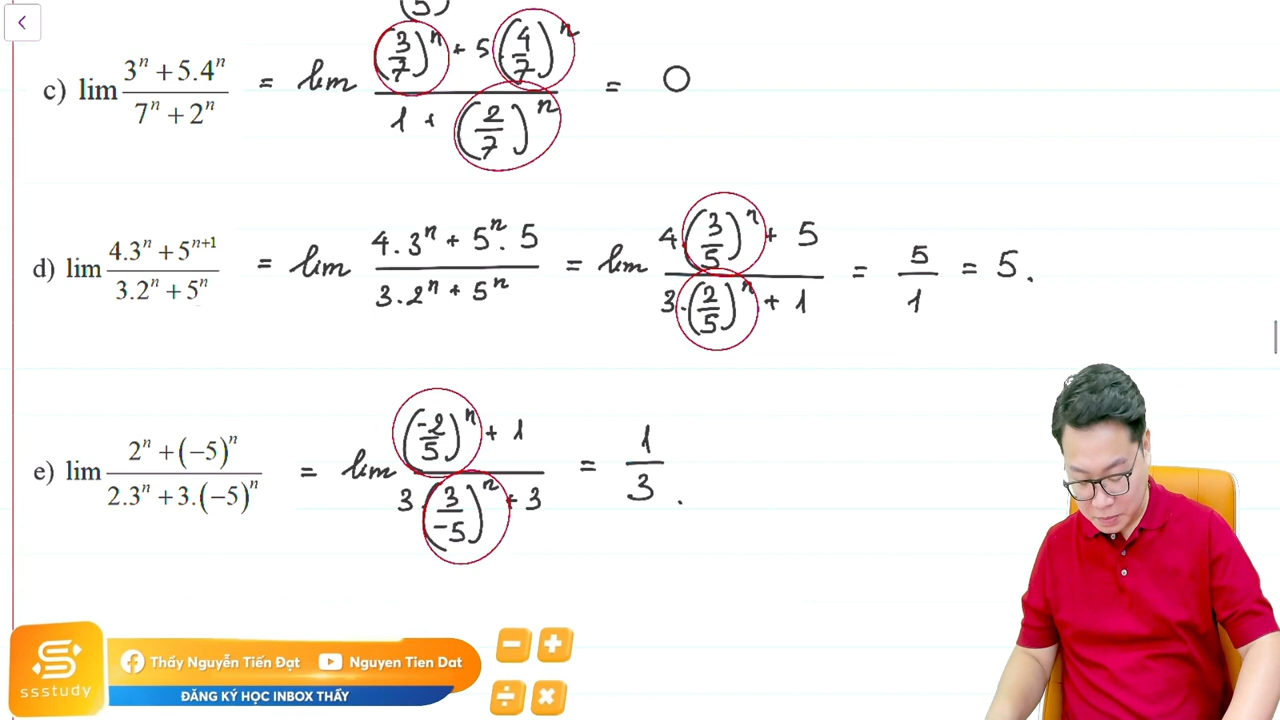 5)
c) lim (3^n + 5.4^n)/(7^n + 2^n) = lim ((3/7)^n + 5(4/7)^n)/(1 + (2/7)^n) = 0
d) lim (4.3^n + 5^(n+1))/(3.2^n + 5^n) = lim (4.3^n + 5^n.5)/(3.2^n + 5^n) = lim (4.(3/5)^n + 5)/(3.(2/5)^n + 1) = 5/1 = 5.
e) lim (2^n + (−5)^n)/(2.3^n + 3.(−5)^n) = lim ((-2/5)^n + 1)/(3.(3/-5)^n + 3) = 1/3.
ssstudy
Thầy Nguyễn Tiến Đạt
Nguyen Tien Dat
ĐĂNG KÝ HỌC INBOX THẦY